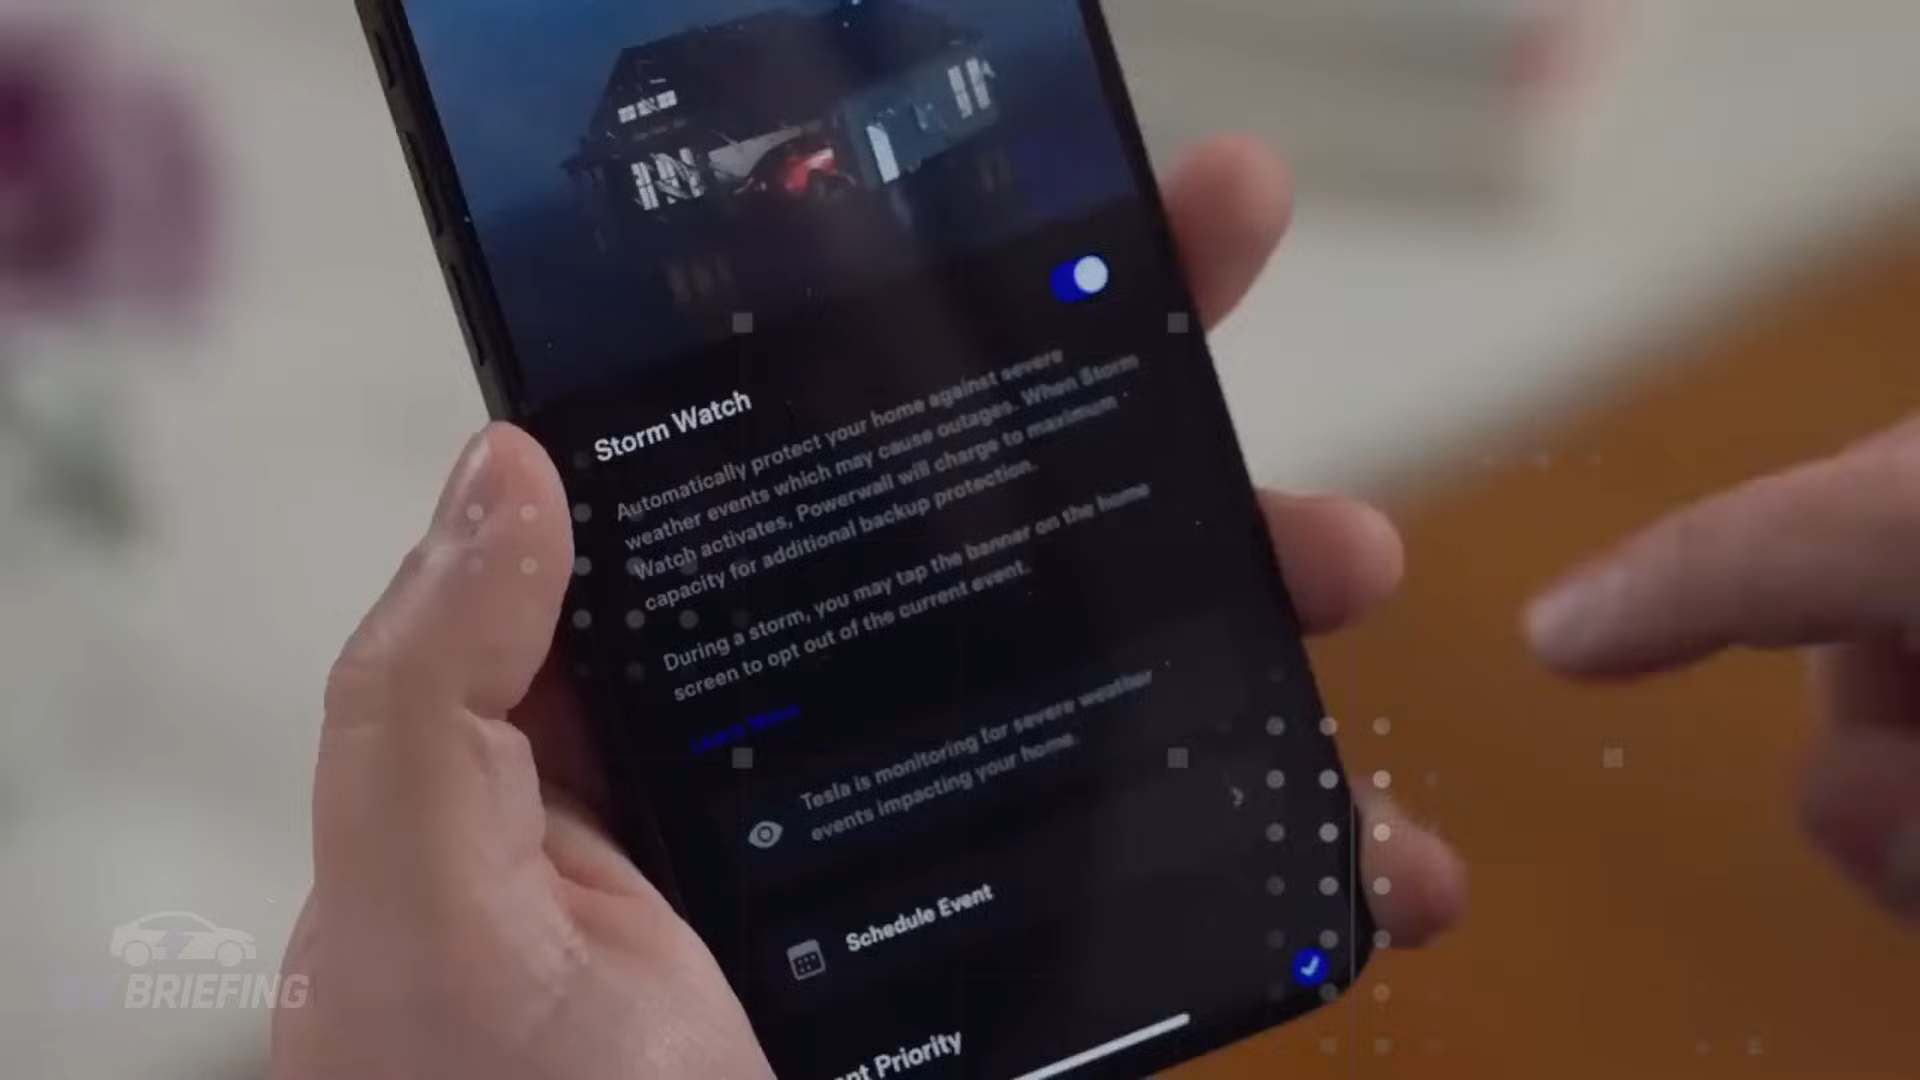 Storm Watch
Automatically protect your home against severe
weather events which may cause outages. When Storm
Watch activates, Powerwall will charge to maximum
capacity for additional backup protection.
During a storm, you may tap the banner on the home
screen to opt out of the current event.
Learn More
Tesla is monitoring for severe weather
events impacting your home.
Schedule Event
nt Priority
BRIEFING